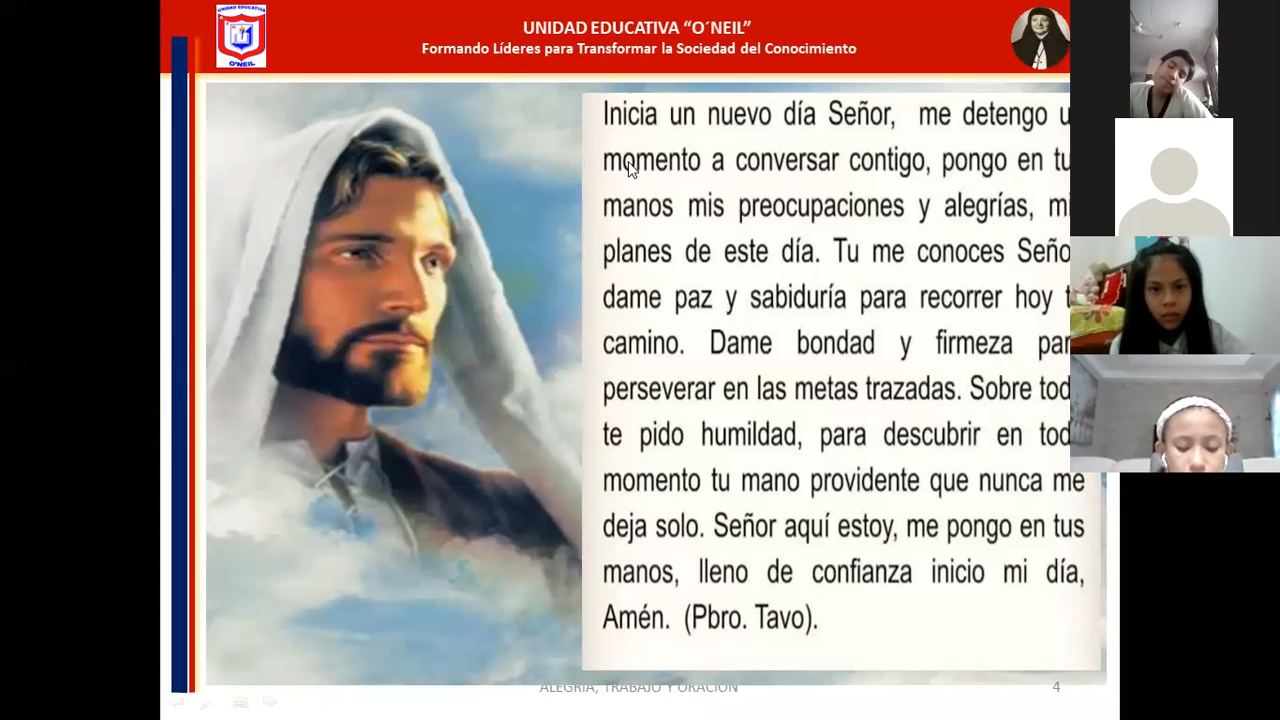 UNIDAD EDUCATIVA
O'NEIL
UNIDAD EDUCATIVA “O´NEIL”
Formando Líderes para Transformar la Sociedad del Conocimiento
Inicia un nuevo día Señor, me detengo
momento a conversar contigo, pongo en
manos mis preocupaciones y alegrías,
planes de este día. Tu me conoces
dame paz y sabiduría para recorrer hoy
camino. Dame bondad y firmeza
perseverar en las metas trazadas. Sobre
te pido humildad, para descubrir en
momento tu mano providente que nunca me
deja solo. Señor aquí estoy, me pongo en tus
manos, lleno de confianza inicio mi día,
Amén. (Pbro. Tavo).
ALEGRIA, TRABAJO Y ORACIÓN
4